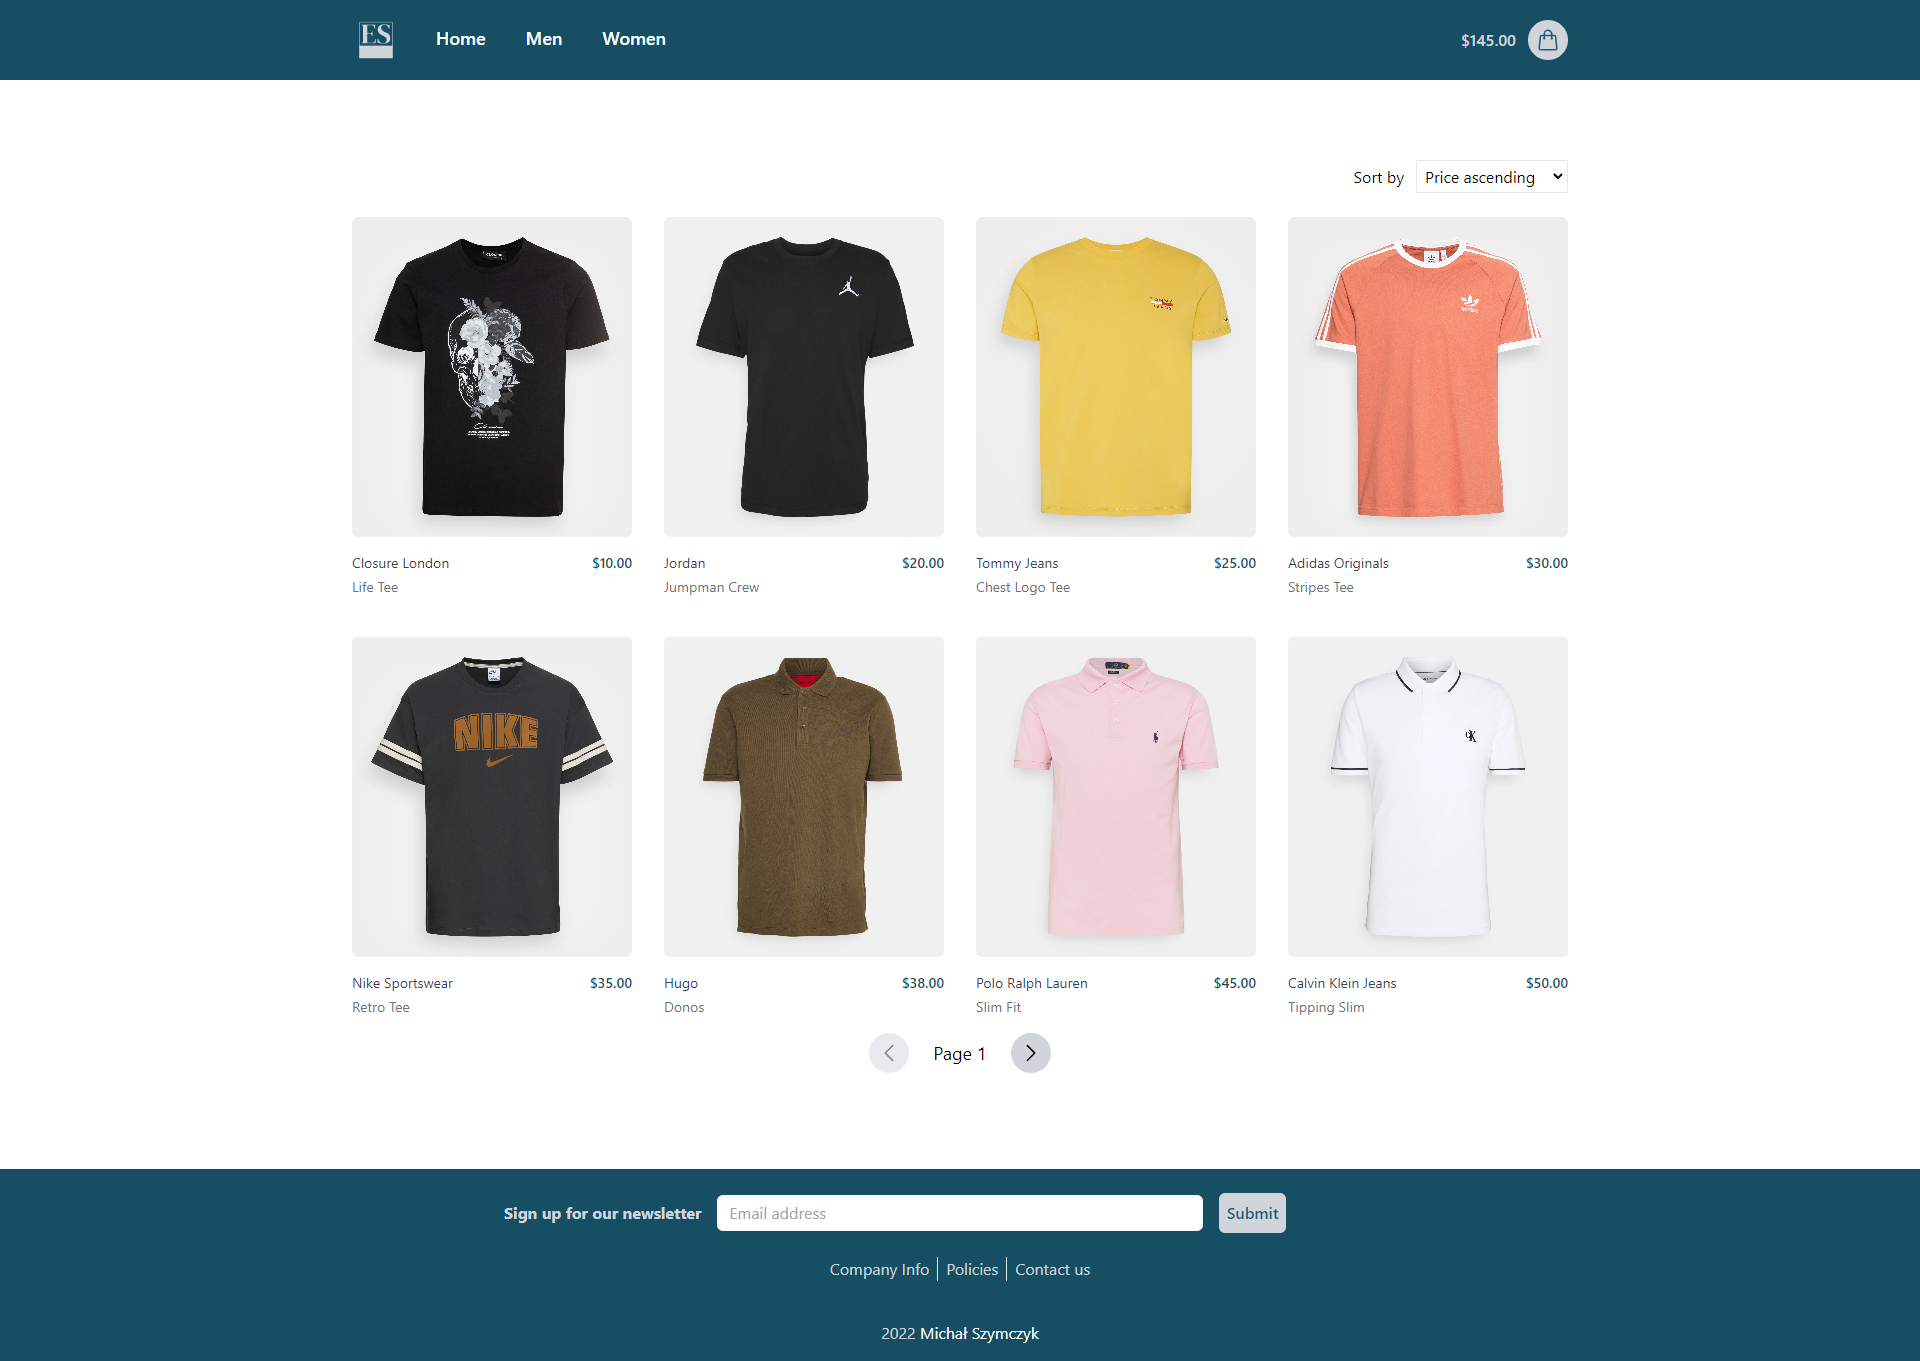 ES
Home
Men
Women
$145.00
Sort by
Price ascending
NIKE
Closure London
$10.00
Life Tee
Jordan
$20.00
Jumpman Crew
Tommy Jeans
$25.00
Chest Logo Tee
Adidas Originals
$30.00
Stripes Tee
Nike Sportswear
$35.00
Retro Tee
Hugo
$38.00
Donos
Polo Ralph Lauren
$45.00
Slim Fit
Calvin Klein Jeans
$50.00
Tipping Slim
Page 1
Sign up for our newsletter
Email address
Submit
Company Info
Policies
Contact us
2022 Michał Szymczyk